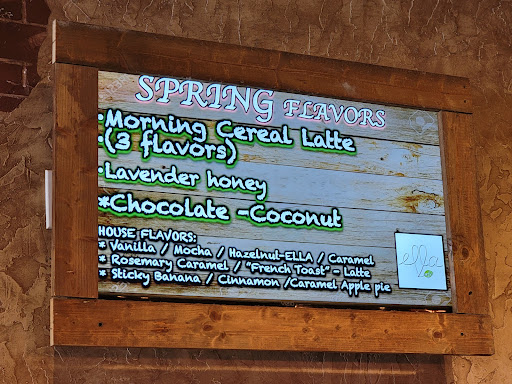 SPRING FLAVORS
•Morning Cereal Latte
•(3 flavors)
•Lavender honey
*Chocolate -Coconut
HOUSE FLAVORS:
* Vanilla / Mocha / Hazelnut-ELLA / Caramel
* Rosemary Caramel / "French Toast" - Latte
* Sticky Banana / Cinnamon /Caramel Apple pie
ella